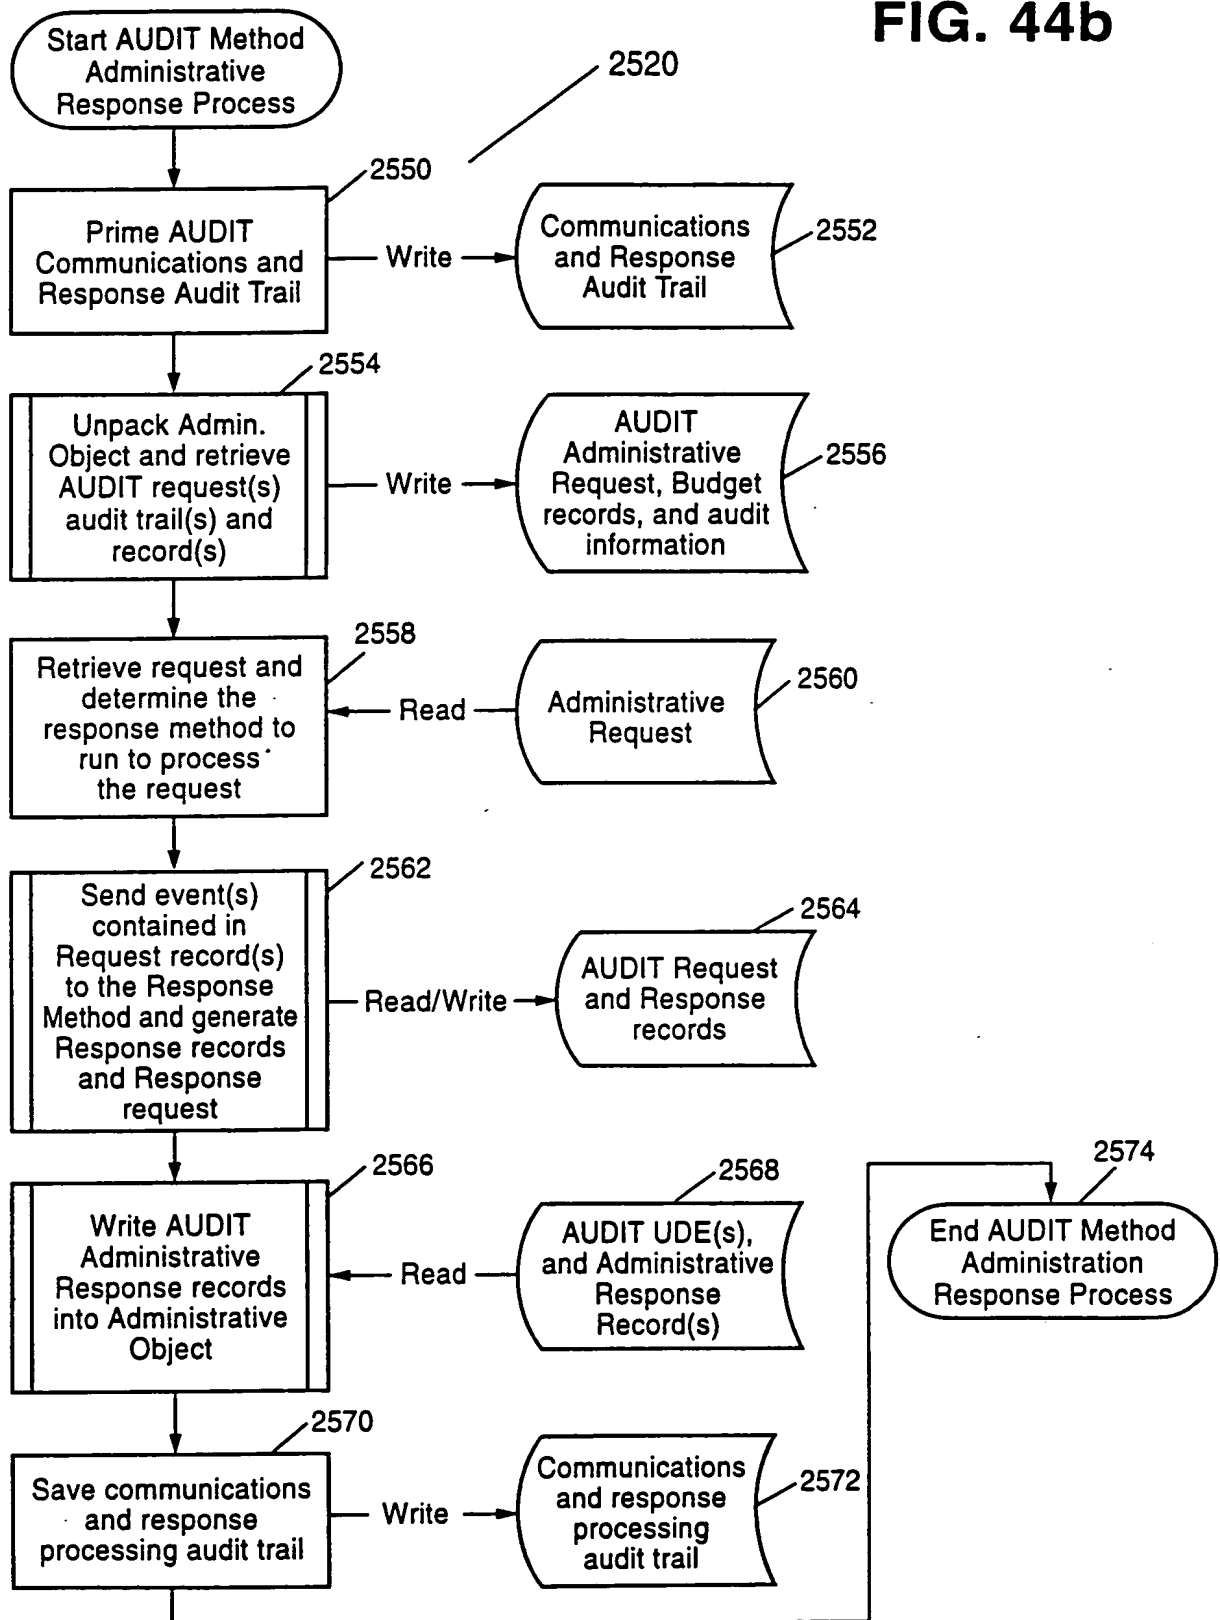 FIG. 44b
Start AUDIT Method
Administrative
Response Process
2520
2550
Prime AUDIT
Communications and
Response Audit Trail
Write
Communications
and Response
Audit Trail
2552
2554
Unpack Admin.
Object and retrieve
AUDIT request(s)
audit trail(s) and
record(s)
Write
AUDIT
Administrative
Request, Budget
records, and audit
information
2556
2558
Retrieve request and
determine the
response method to
run to process
the request
Read
Administrative
Request
2560
2562
Send event(s)
contained in
Request record(s)
to the Response
Method and generate
Response records
and Response
request
Read/Write
2564
AUDIT Request
and Response
records
2566
Write AUDIT
Administrative
Response records
into Administrative
Object
Read
2568
AUDIT UDE(s),
and Administrative
Response
Record(s)
2574
End AUDIT Method
Administration
Response Process
2570
Save communications
and response
processing audit trail
Write
Communications
and response
processing
audit trail
2572